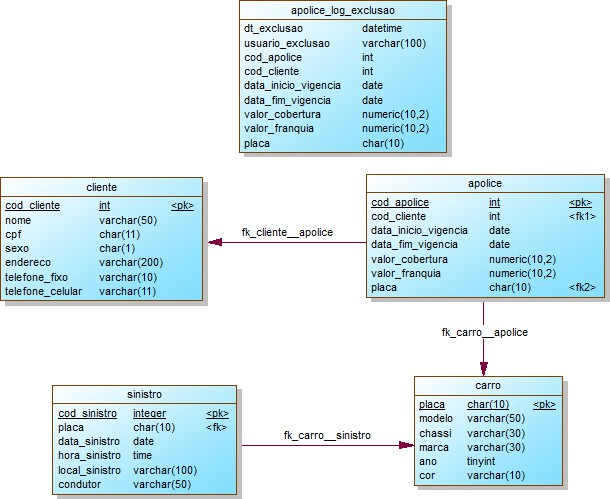 apolice_log_exclusao
dt_exclusao datetime
usuario_exclusao varchar(100)
cod_apolice int
cod_cliente int
data_inicio_vigencia date
data_fim_vigencia date
valor_cobertura numeric(10,2)
valor_franquia numeric(10,2)
placa char(10)
cliente
cod_cliente int <pk>
nome varchar(50)
cpf char(11)
sexo char(1)
endereco varchar(200)
telefone_fixo varchar(10)
telefone_celular varchar(11)
fk_cliente__apolice
apolice
cod_apolice int <pk>
cod_cliente int <fk1>
data_inicio_vigencia date
data_fim_vigencia date
valor_cobertura numeric(10,2)
valor_franquia numeric(10,2)
placa char(10) <fk2>
fk_carro__apolice
sinistro
cod_sinistro integer <pk>
placa char(10) <fk>
data_sinistro date
hora_sinistro time
local_sinistro varchar(100)
condutor varchar(50)
fk_carro__sinistro
carro
placa char(10) <pk>
modelo varchar(50)
chassi varchar(30)
marca varchar(30)
ano tinyint
cor varchar(10)